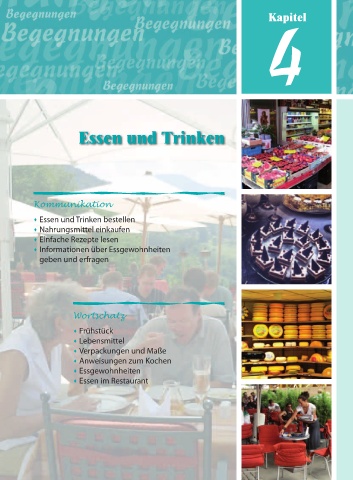 Begegnungen
Begegnungen
Begegnungen
Begegnungen
Begegnungen
Begegnungen
Kapitel
4
Essen und Trinken
Kommunikation
• Essen und Trinken bestellen
• Nahrungsmittel einkaufen
• Einfache Rezepte lesen
• Informationen über Essgewohnheiten
geben und erfragen
Wortschatz
• Frühstück
• Lebensmittel
• Verpackungen und Maße
• Anweisungen zum Kochen
• Essgewohnheiten
• Essen im Restaurant